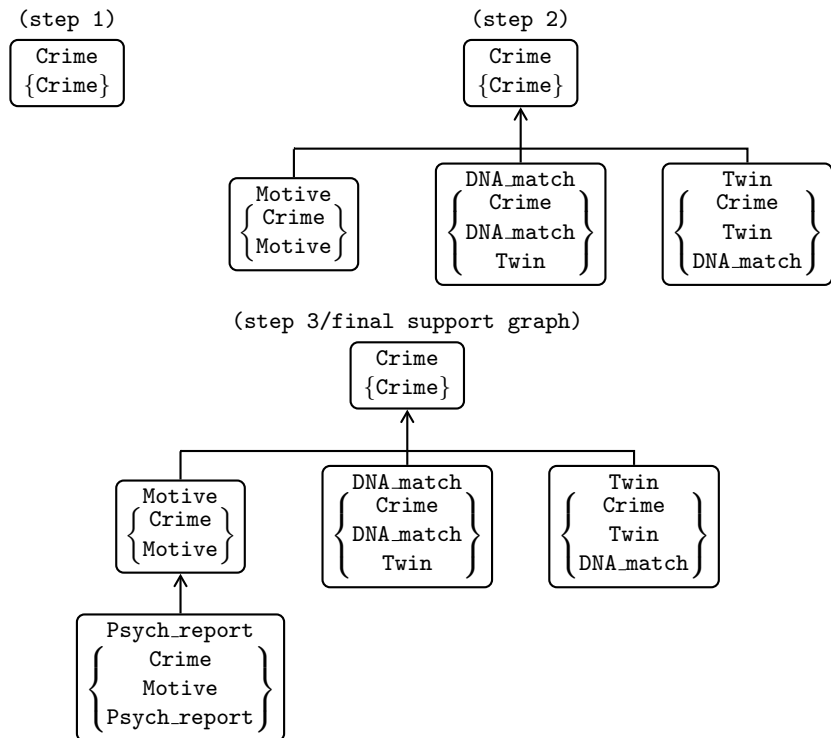 (step 1)
Crime
{Crime}
(step 2)
Crime
{Crime}
Motive
{Crime
Motive}
DNA_match
{Crime
DNA_match
Twin}
Twin
{Crime
Twin
DNA_match}
(step 3/final support graph)
Crime
{Crime}
Motive
{Crime
Motive}
DNA_match
{Crime
DNA_match
Twin}
Twin
{Crime
Twin
DNA_match}
Psych_report
{Crime
Motive
Psych_report}